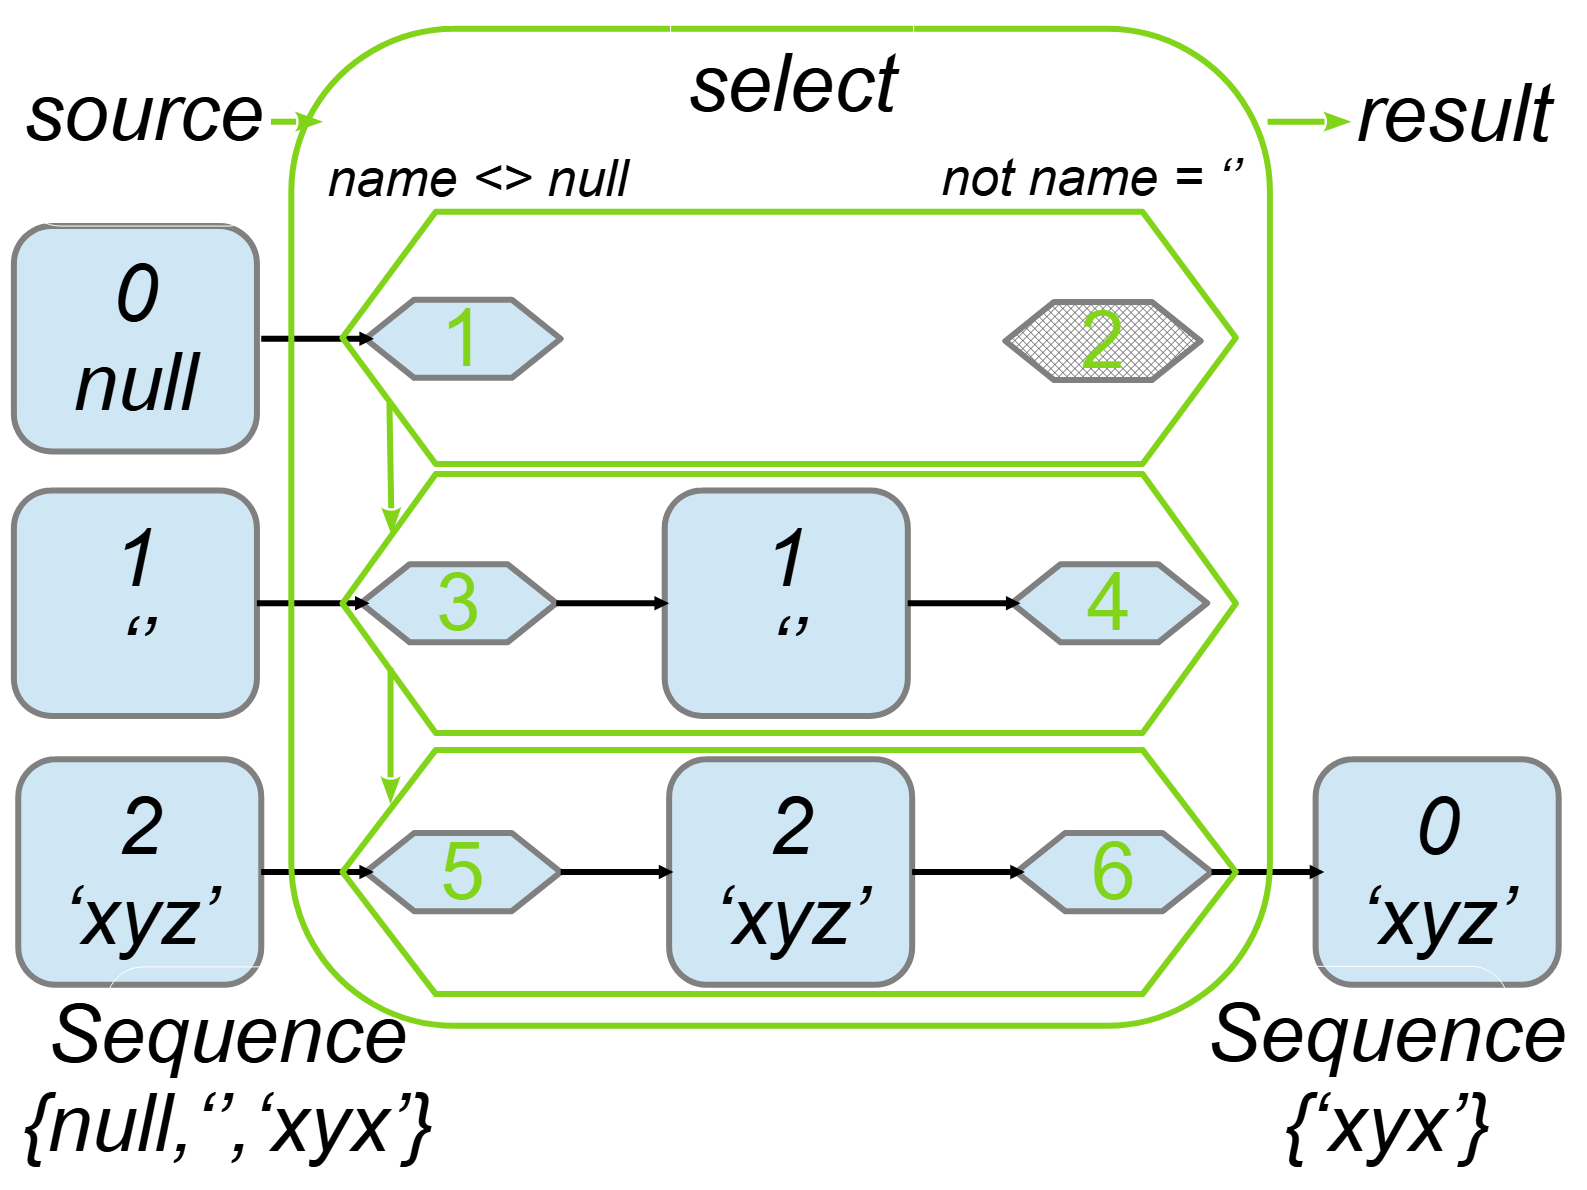 select
source
result
name <> null
not name = ‘’
0
null
1
2
1
‘’
3
1
‘’
4
2
‘xyz’
5
2
‘xyz’
6
0
‘xyz’
Sequence
{null,‘’,‘xyx’}
Sequence
{‘xyx’}